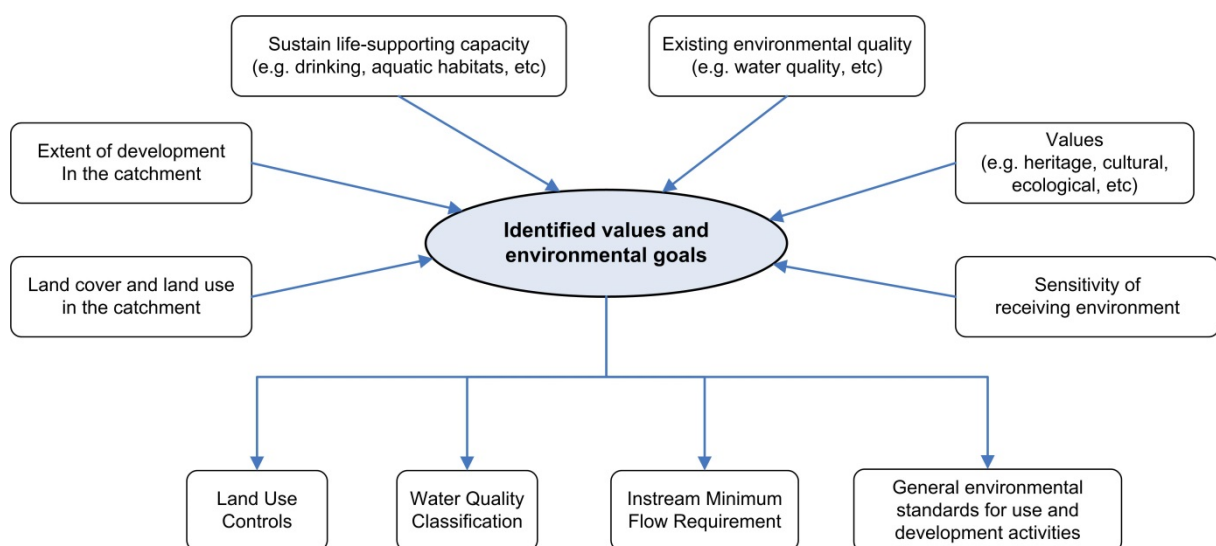 Sustain life-supporting capacity
(e.g. drinking, aquatic habitats, etc)
Existing environmental quality
(e.g. water quality, etc)
Extent of development
In the catchment
Values
(e.g. heritage, cultural,
ecological, etc)
Identified values and
environmental goals
Land cover and land use
in the catchment
Sensitivity of
receiving environment
Land Use
Controls
Water Quality
Classification
Instream Minimum
Flow Requirement
General environmental
standards for use and
development activities